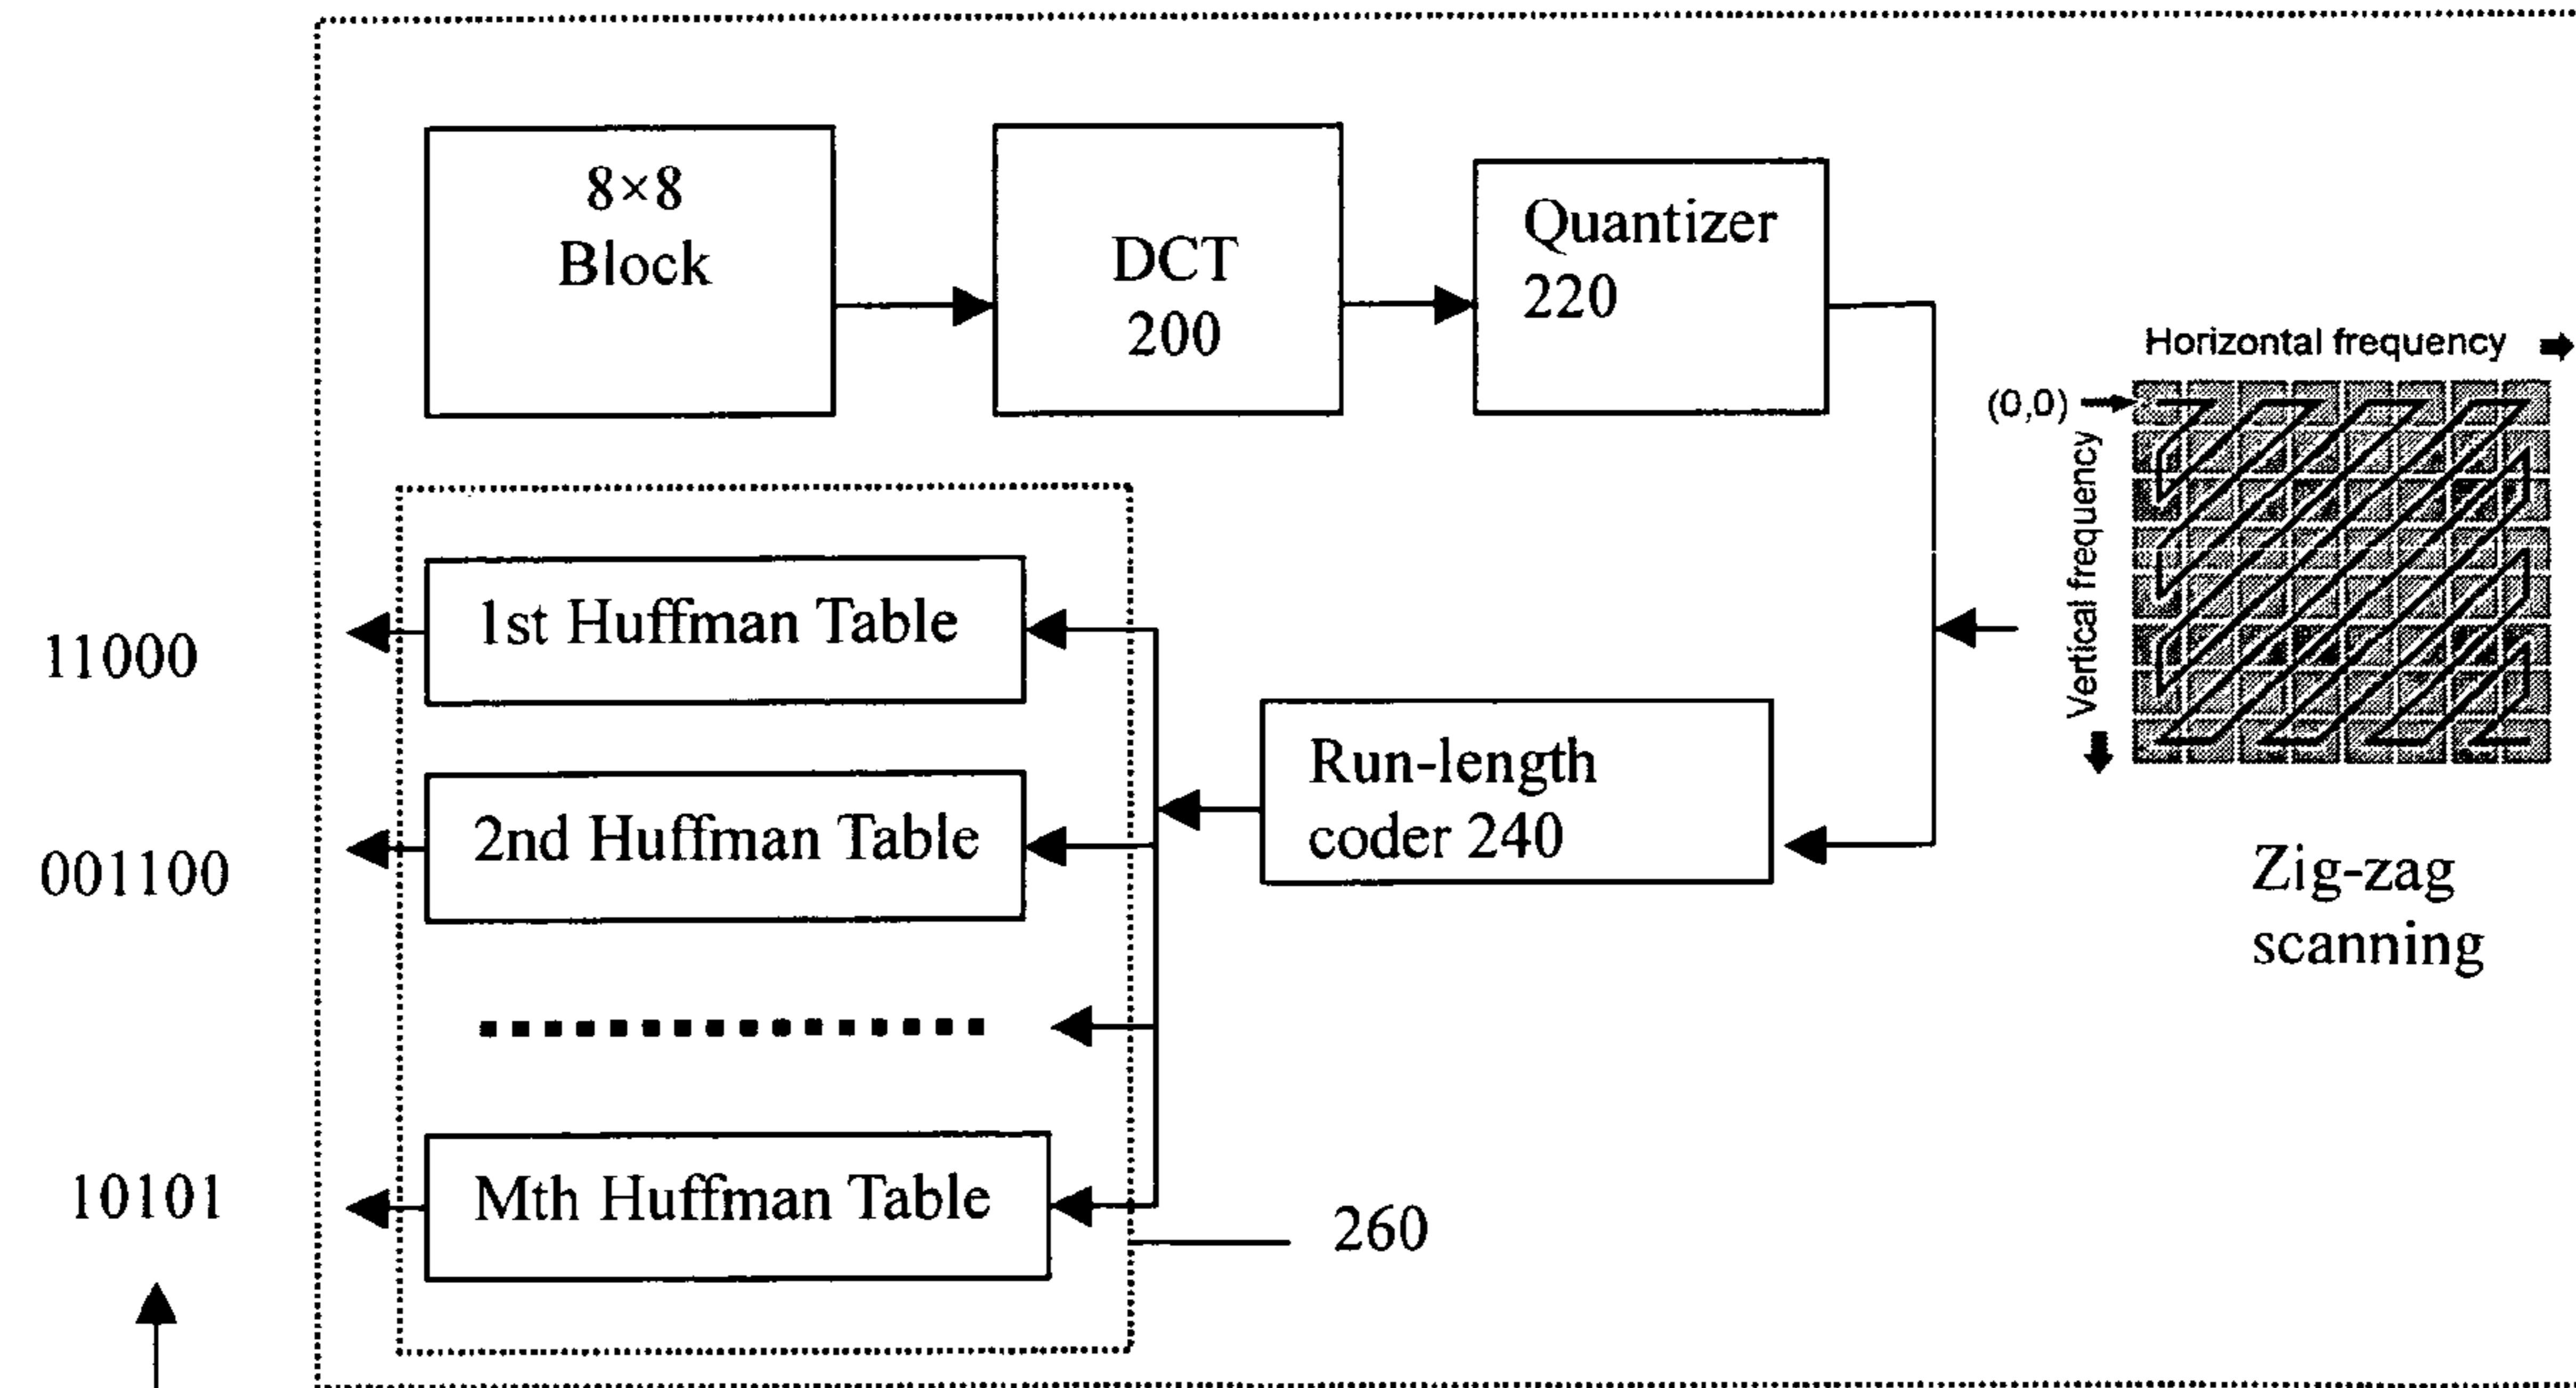 8×8
Block
DCT
200
Quantizer
220
Horizontal frequency
(0,0)
Vertical frequency
1st Huffman Table
11000
Run-length
coder 240
2nd Huffman Table
001100
Zig-zag
scanning
Mth Huffman Table
10101
260